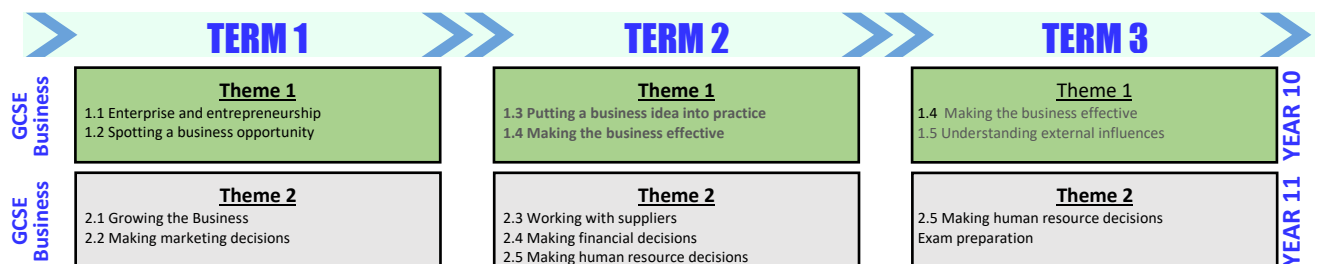 TERM 1
TERM 2
TERM 3
GCSE
Business
Theme 1
1.1 Enterprise and entrepreneurship
1.2 Spotting a business opportunity
Theme 1
1.3 Putting a business idea into practice
1.4 Making the business effective
Theme 1
1.4 Making the business effective
1.5 Understanding external influences
YEAR 10
GCSE
Business
Theme 2
2.1 Growing the Business
2.2 Making marketing decisions
Theme 2
2.3 Working with suppliers
2.4 Making financial decisions
2.5 Making human resource decisions
Theme 2
2.5 Making human resource decisions
Exam preparation
YEAR 11